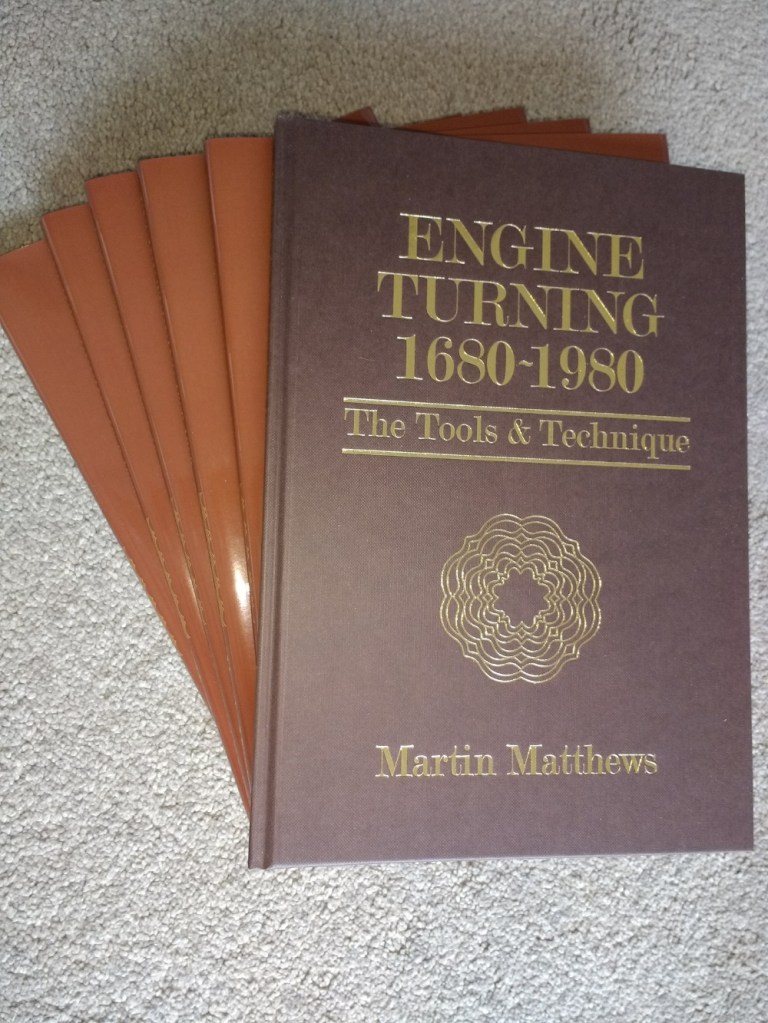 ENGINE
TURNING
1680-1980
The Tools & Technique
Martin Matthews